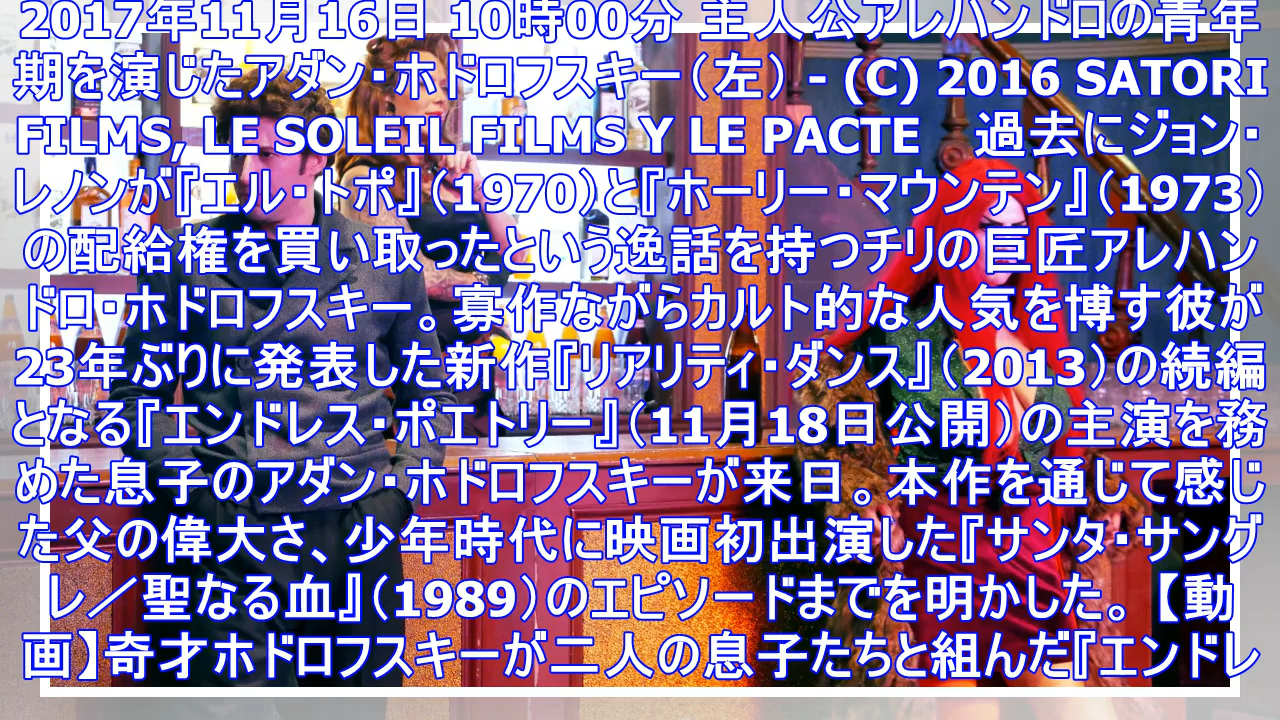 2017年11月16日 10時00分 主人公アレハンドロの青年
期を演じたアダン・ホドロフスキー（左） - (C) 2016 SATORI
FILMS, LE SOLEIL FILMS Y LE PACTE　過去にジョン・
レノンが『エル・トポ』（1970）と『ホーリー・マウンテン』（1973）
の配給権を買い取ったという逸話を持つチリの巨匠アレハン
ドロ・ホドロフスキー。寡作ながらカルト的な人気を博す彼が
23年ぶりに発表した新作『リアリティ・ダンス』（2013）の続編
となる『エンドレス・ポエトリー』（11月18日公開）の主演を務
めた息子のアダン・ホドロフスキーが来日。本作を通じて感じ
た父の偉大さ、少年時代に映画初出演した『サンタ・サング
レ／聖なる血』（1989）のエピソードまでを明かした。【動
画】奇才ホドロフスキーが二人の息子たちと組んだ『エンドレ